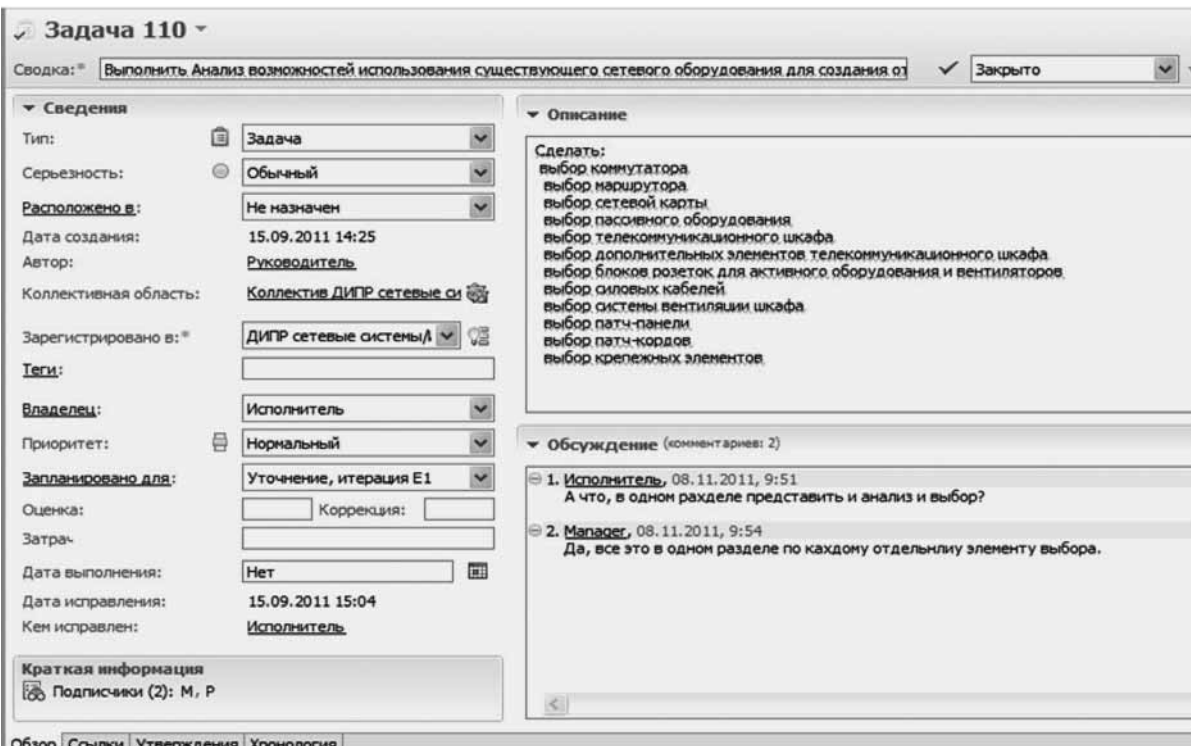 Задача 110
Сводка:* Выполнить Анализ возможностей использования существующего сетевого оборудования для создания от
Закрыто
Сведения
Тип: Задача
Серьезность: Обычный
Расположено в: Не назначен
Дата создания: 15.09.2011 14:25
Автор: Руководитель
Коллективная область: Коллектив ДИПР сетевые си
Зарегистрировано в:* ДИПР сетевые системы/
Теги:
Владелец: Исполнитель
Приоритет: Нормальный
Запланировано для: Уточнение, итерация E1
Оценка: Коррекция:
Затрач
Дата выполнения: Нет
Дата исправления: 15.09.2011 15:04
Кем исправлен: Исполнитель
Краткая информация
Подписчики (2): M, P
Описание
Сделать:
выбор коммутатора
выбор маршрутора
выбор сетевой карты
выбор пассивного оборудования
выбор телекоммуникационного шкафа
выбор дополнительных элементов телекоммуникационного шкафа
выбор блоков розеток для активного оборудования и вентиляторов
выбор силовых кабелей
выбор системы вентиляции шкафа
выбор патч-панели
выбор патч-кордов
выбор крепежных элементов
Обсуждение (комментариев: 2)
1. Исполнитель, 08.11.2011, 9:51
А что, в одном рахделе представить и анализ и выбор?
2. Manager, 08.11.2011, 9:54
Да, все это в одном разделе по кахдому отдельнлиу элементу выбора.
Обзор Ссылки Утверждения Хронология